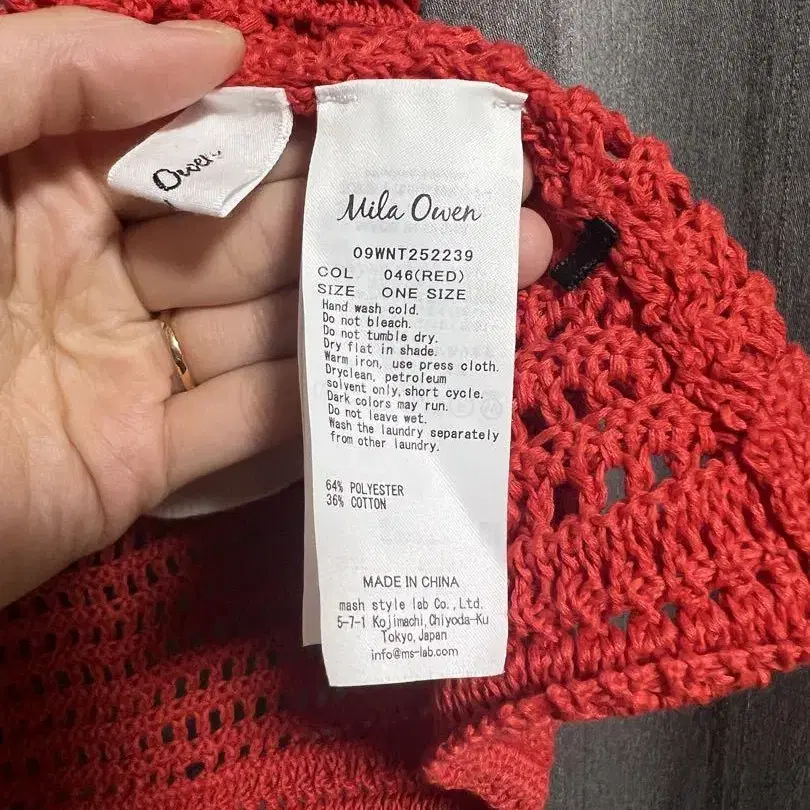 Owen
Mila Owen
09WNT252239
COL 046(RED)
SIZE ONE SIZE
Hand wash cold.
Do not bleach.
Do not tumble dry.
Dry flat in shade.
Warm iron, use press cloth.
Dryclean, petroleum
solvent only, short cycle.
Dark colors may run.
Do not leave wet.
Wash the laundry separately
from other laundry.
64% POLYESTER
36% COTTON
MADE IN CHINA
mash style lab Co., Ltd.
5-7-1 Kojimachi, Chiyoda-Ku
Tokyo, Japan
info@ms-lab.com